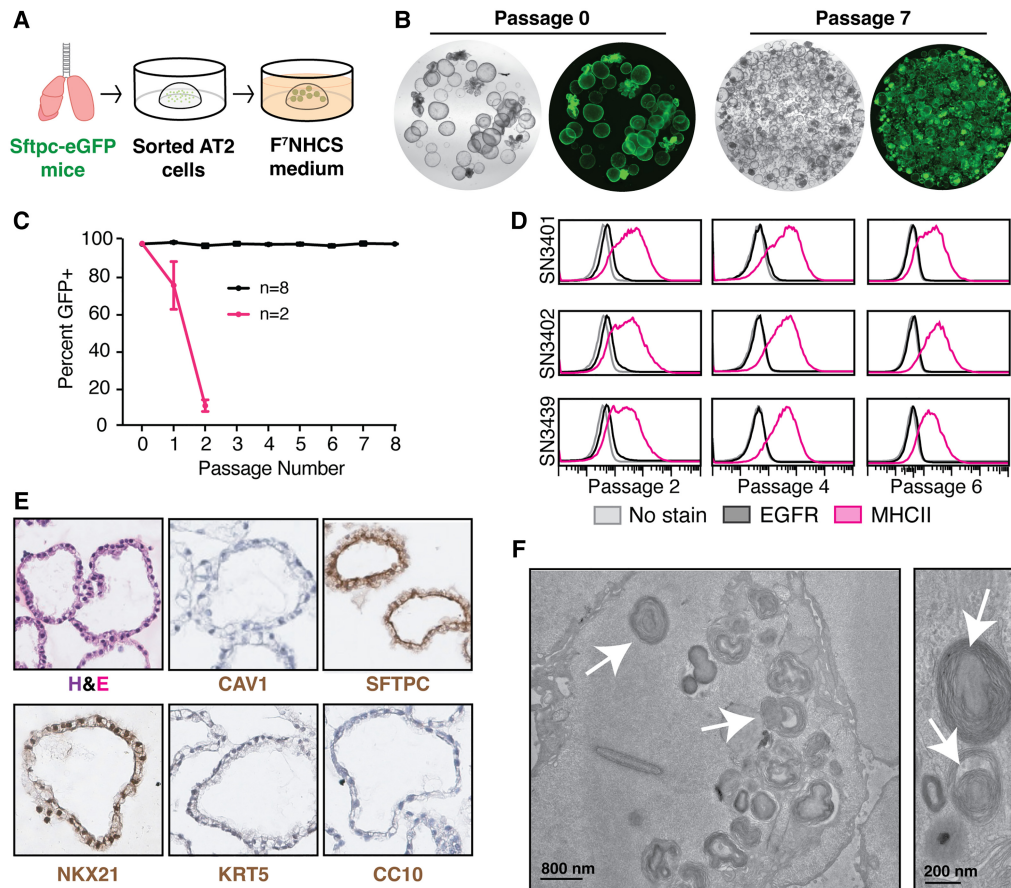 A
Sftpc-eGFP
mice
Sorted AT2
cells
F⁷NHCS
medium
B
Passage 0
Passage 7
C
Percent GFP+
100
80
60
40
20
0
n=8
n=2
0 1 2 3 4 5 6 7 8
Passage Number
D
SN3401
SN3402
SN3439
Passage 2
Passage 4
Passage 6
No stain
EGFR
MHCII
E
H&E
CAV1
SFTPC
NKX21
KRT5
CC10
F
800 nm
200 nm